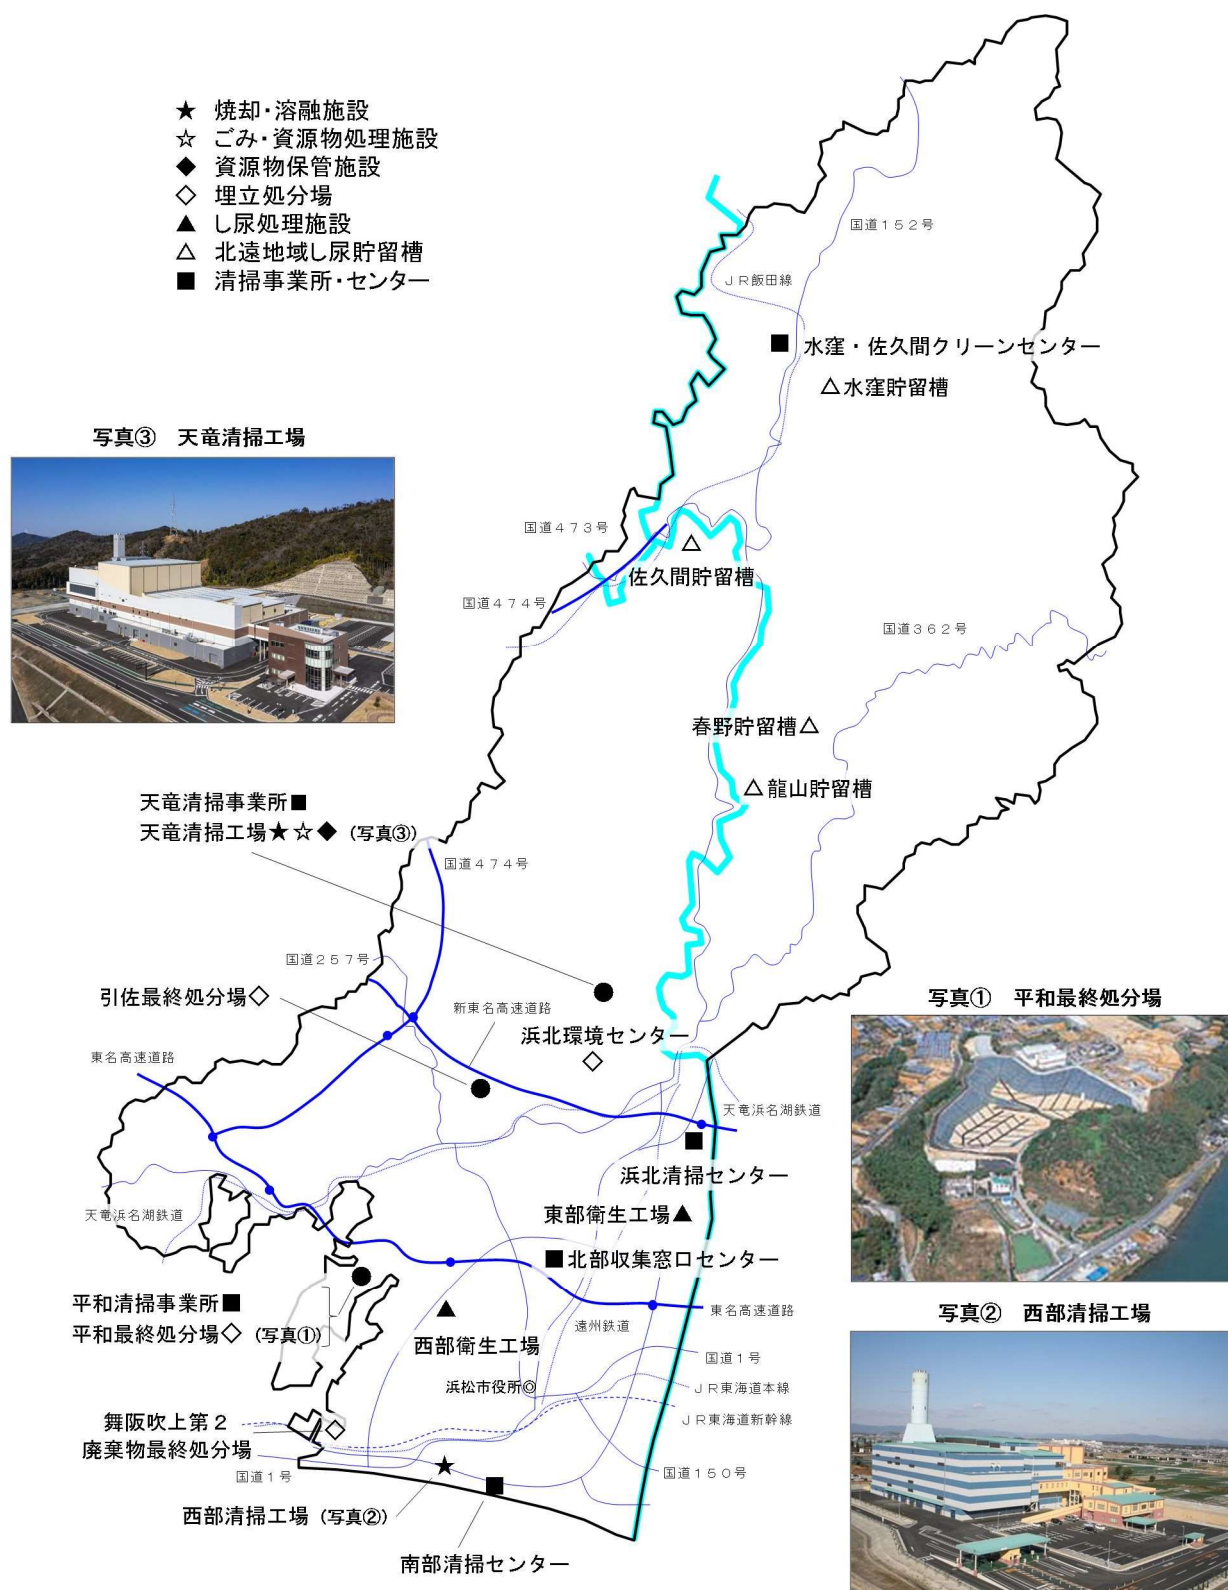 ★ 焼却・溶融施設
☆ ごみ・資源物処理施設
◆ 資源物保管施設
◇ 埋立処分場
▲ し尿処理施設
△ 北遠地域し尿貯留槽
■ 清掃事業所・センター
国道152号
JR飯田線
■ 水窪・佐久間クリーンセンター
△水窪貯留槽
写真③ 天竜清掃工場
国道473号
△
佐久間貯留槽
国道474号
国道362号
春野貯留槽△
△龍山貯留槽
天竜清掃事業所■
天竜清掃工場★☆◆（写真③）
国道474号
国道257号
引佐最終処分場◇
新東名高速道路
浜北環境センター
◇
写真① 平和最終処分場
東名高速道路
天竜浜名湖鉄道
■
浜北清掃センター
天竜浜名湖鉄道
東部衛生工場▲
■北部収集窓口センター
平和清掃事業所■
平和最終処分場◇（写真①）
▲
西部衛生工場
遠州鉄道
東名高速道路
写真② 西部清掃工場
国道1号
浜松市役所◎
JR東海道本線
JR東海道新幹線
舞阪吹上第2
廃棄物最終処分場
◇
国道1号
★
■
国道150号
西部清掃工場（写真②）
南部清掃センター